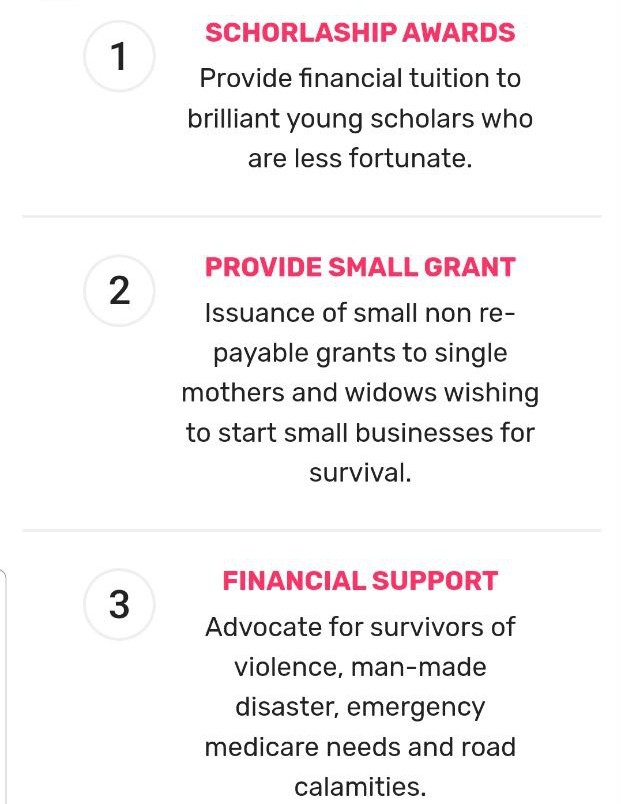 1
SCHORLASHIP AWARDS
Provide financial tuition to
brilliant young scholars who
are less fortunate.
2
PROVIDE SMALL GRANT
Issuance of small non re-
payable grants to single
mothers and widows wishing
to start small businesses for
survival.
3
FINANCIAL SUPPORT
Advocate for survivors of
violence, man-made
disaster, emergency
medicare needs and road
calamities.